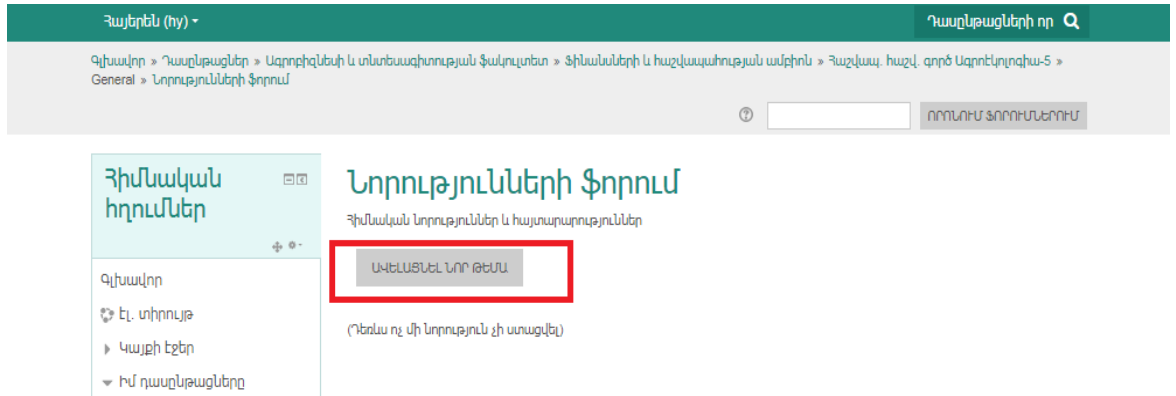 Հայերեն (hy)
Դասընթացների որ
Գլխավոր » Դասընթացներ » Ագրոբիզնեսի և տնտեսագիտության ֆակուլտետ » Ֆինանսների և հաշվապահության ամբիոն » Հաշվապ. հաշվ. գործ Ագրոէկոլոգիա-5 »
General » Նորությունների ֆորում
ՈՐՈՆՈՒՄ ՖՈՐՈՒՄՆԵՐՈՒՄ
Հիմնական
հղումներ
Նորությունների ֆորում
Հիմնական նորություններ և հայտարարություններ
ԱՎԵԼԱՑՆԵԼ ՆՈՐ ԹԵՄԱ
Գլխավոր
Էլ. տիրույթ
(Դեռևս ոչ մի նորություն չի ստացվել)
Կայքի էջեր
Իմ դասընթացները